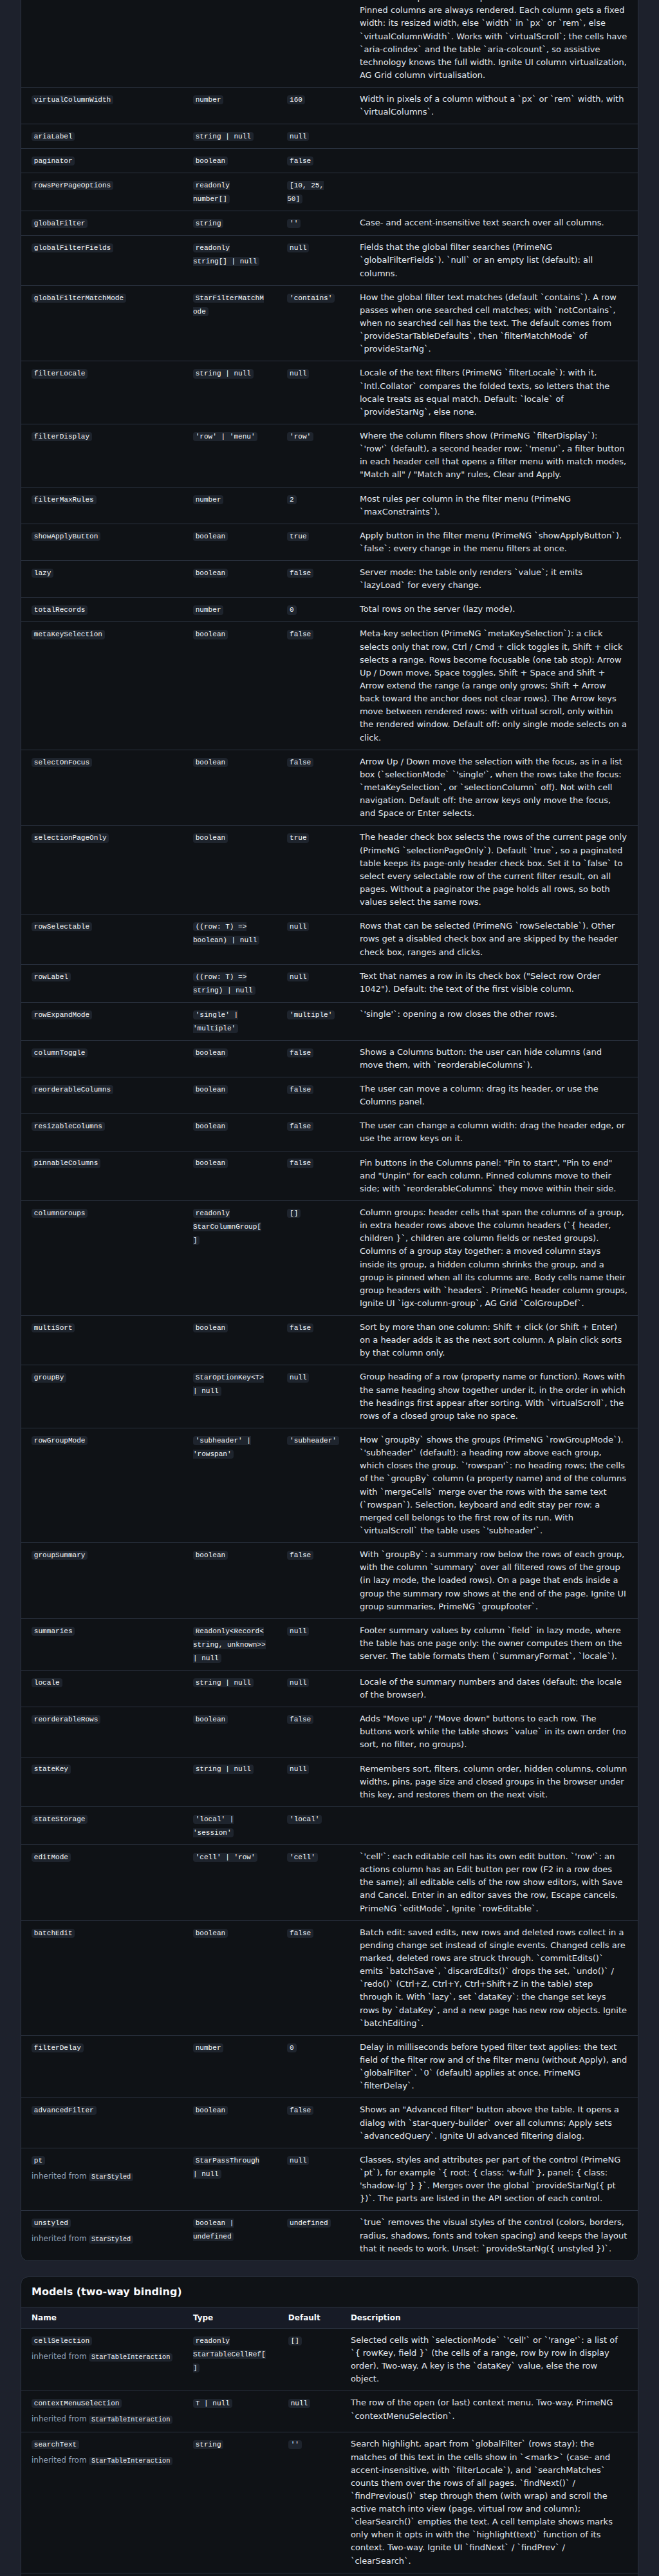 Pinned columns are always rendered. Each column gets a fixed
width: its resized width, else `width` in `px` or `rem`, else
`virtualColumnWidth`. Works with `virtualScroll`; the cells have
`aria-colindex` and the table `aria-colcount`, so assistive
technology knows the full width. Ignite UI column virtualization,
AG Grid column virtualisation.
virtualColumnWidth number 160 Width in pixels of a column without a `px` or `rem` width, with
`virtualColumns`.
ariaLabel string | null null
paginator boolean false
rowsPerPageOptions readonly number[] [10, 25, 50]
globalFilter string '' Case- and accent-insensitive text search over all columns.
globalFilterFields readonly string[] | null null Fields that the global filter searches (PrimeNG
`globalFilterFields`). `null` or an empty list (default): all
columns.
globalFilterMatchMode StarFilterMatchMode 'contains' How the global filter text matches (default `contains`). A row
passes when one searched cell matches; with `notContains`,
when no searched cell has the text. The default comes from
`provideStarTableDefaults`, then `filterMatchMode` of
`provideStarNg`.
filterLocale string | null null Locale of the text filters (PrimeNG `filterLocale`): with it,
`Intl.Collator` compares the folded texts, so letters that the
locale treats as equal match. Default: `locale` of
`provideStarNg`, else none.
filterDisplay 'row' | 'menu' 'row' Where the column filters show (PrimeNG `filterDisplay`):
`'row'` (default), a second header row; `'menu'`, a filter button
in each header cell that opens a filter menu with match modes,
"Match all" / "Match any" rules, Clear and Apply.
filterMaxRules number 2 Most rules per column in the filter menu (PrimeNG
`maxConstraints`).
showApplyButton boolean true Apply button in the filter menu (PrimeNG `showApplyButton`).
`false`: every change in the menu filters at once.
lazy boolean false Server mode: the table only renders `value`; it emits
`lazyLoad` for every change.
totalRecords number 0 Total rows on the server (lazy mode).
metaKeySelection boolean false Meta-key selection (PrimeNG `metaKeySelection`): a click
selects only that row, Ctrl / Cmd + click toggles it, Shift + click
selects a range. Rows become focusable (one tab stop): Arrow
Up / Down move, Space toggles, Shift + Space and Shift +
Arrow extend the range (a range only grows; Shift + Arrow
back toward the anchor does not clear rows). The Arrow keys
move between rendered rows: with virtual scroll, only within
the rendered window. Default off: only single mode selects on a
click.
selectOnFocus boolean false Arrow Up / Down move the selection with the focus, as in a list
box (`selectionMode` `'single'`, when the rows take the focus:
`metaKeySelection`, or `selectionColumn` off). Not with cell
navigation. Default off: the arrow keys only move the focus,
and Space or Enter selects.
selectionPageOnly boolean true The header check box selects the rows of the current page only
(PrimeNG `selectionPageOnly`). Default `true`, so a paginated
table keeps its page-only header check box. Set it to `false` to
select every selectable row of the current filter result, on all
pages. Without a paginator the page holds all rows, so both
values select the same rows.
rowSelectable ((row: T) => boolean) | null null Rows that can be selected (PrimeNG `rowSelectable`). Other
rows get a disabled check box and are skipped by the header
check box, ranges and clicks.
rowLabel ((row: T) => string) | null null Text that names a row in its check box ("Select row Order
1042"). Default: the text of the first visible column.
rowExpandMode 'single' | 'multiple' 'multiple' `'single'`: opening a row closes the other rows.
columnToggle boolean false Shows a Columns button: the user can hide columns (and
move them, with `reorderableColumns`).
reorderableColumns boolean false The user can move a column: drag its header, or use the
Columns panel.
resizableColumns boolean false The user can change a column width: drag the header edge, or
use the arrow keys on it.
pinnableColumns boolean false Pin buttons in the Columns panel: "Pin to start", "Pin to end"
and "Unpin" for each column. Pinned columns move to their
side; with `reorderableColumns` they move within their side.
columnGroups readonly StarColumnGroup[] [] Column groups: header cells that span the columns of a group,
in extra header rows above the column headers (`{ header,
children }`, children are column fields or nested groups).
Columns of a group stay together: a moved column stays
inside its group, a hidden column shrinks the group, and a
group is pinned when all its columns are. Body cells name their
group headers with `headers`. PrimeNG header column groups,
Ignite UI `igx-column-group`, AG Grid `ColGroupDef`.
multiSort boolean false Sort by more than one column: Shift + click (or Shift + Enter)
on a header adds it as the next sort column. A plain click sorts
by that column only.
groupBy StarOptionKey<T> | null null Group heading of a row (property name or function). Rows with
the same heading show together under it, in the order in which
the headings first appear after sorting. With `virtualScroll`, the
rows of a closed group take no space.
rowGroupMode 'subheader' | 'rowspan' 'subheader' How `groupBy` shows the groups (PrimeNG `rowGroupMode`).
`'subheader'` (default): a heading row above each group,
which closes the group. `'rowspan'`: no heading rows; the cells
of the `groupBy` column (a property name) and of the columns
with `mergeCells` merge over the rows with the same text
(`rowspan`). Selection, keyboard and edit stay per row: a
merged cell belongs to the first row of its run. With
`virtualScroll` the table uses `'subheader'`.
groupSummary boolean false With `groupBy`: a summary row below the rows of each group,
with the column `summary` over all filtered rows of the group
(in lazy mode, the loaded rows). On a page that ends inside a
group the summary row shows at the end of the page. Ignite UI
group summaries, PrimeNG `groupfooter`.
summaries Readonly<Record<string, unknown>> | null null Footer summary values by column `field` in lazy mode, where
the table has one page only: the owner computes them on the
server. The table formats them (`summaryFormat`, `locale`).
locale string | null null Locale of the summary numbers and dates (default: the locale
of the browser).
reorderableRows boolean false Adds "Move up" / "Move down" buttons to each row. The
buttons work while the table shows `value` in its own order (no
sort, no filter, no groups).
stateKey string | null null Remembers sort, filters, column order, hidden columns, column
widths, pins, page size and closed groups in the browser under
this key, and restores them on the next visit.
stateStorage 'local' | 'session' 'local'
editMode 'cell' | 'row' 'cell' `'cell'`: each editable cell has its own edit button. `'row'`: an
actions column has an Edit button per row (F2 in a row does
the same); all editable cells of the row show editors, with Save
and Cancel. Enter in an editor saves the row, Escape cancels.
PrimeNG `editMode`, Ignite `rowEditable`.
batchEdit boolean false Batch edit: saved edits, new rows and deleted rows collect in a
pending change set instead of single events. Changed cells are
marked, deleted rows are struck through. `commitEdits()`
emits `batchSave`, `discardEdits()` drops the set, `undo()` /
`redo()` (Ctrl+Z, Ctrl+Y, Ctrl+Shift+Z in the table) step
through it. With `lazy`, set `dataKey`: the change set keys
rows by `dataKey`, and a new page has new row objects. Ignite
`batchEditing`.
filterDelay number 0 Delay in milliseconds before typed filter text applies: the text
field of the filter row and of the filter menu (without Apply), and
`globalFilter`. `0` (default) applies at once. PrimeNG
`filterDelay`.
advancedFilter boolean false Shows an "Advanced filter" button above the table. It opens a
dialog with `star-query-builder` over all columns; Apply sets
`advancedQuery`. Ignite UI advanced filtering dialog.
pt StarPassThrough | null null Classes, styles and attributes per part of the control (PrimeNG
inherited from StarStyled `pt`), for example `{ root: { class: 'w-full' }, panel: { class:
'shadow-lg' } }`. Merges over the global `provideStarNg({ pt
})`. The parts are listed in the API section of each control.
unstyled boolean | undefined undefined `true` removes the visual styles of the control (colors, borders,
inherited from StarStyled radius, shadows, fonts and token spacing) and keeps the layout
that it needs to work. Unset: `provideStarNg({ unstyled })`.
Models (two-way binding)
Name Type Default Description
cellSelection readonly StarTableCellRef[] [] Selected cells with `selectionMode` `'cell'` or `'range'`: a list
inherited from StarTableInteraction of `{ rowKey, field }` (the cells of a range, row by row in display
order). Two-way. A key is the `dataKey` value, else the row
object.
contextMenuSelection T | null null The row of the open (or last) context menu. Two-way. PrimeNG
inherited from StarTableInteraction `contextMenuSelection`.
searchText string '' Search highlight, apart from `globalFilter` (rows stay): the
inherited from StarTableInteraction matches of this text in the cells show in `<mark>` (case- and
accent-insensitive, with `filterLocale`), and `searchMatches`
counts them over the rows of all pages. `findNext()` /
`findPrevious()` step through them (with wrap) and scroll the
active match into view (page, virtual row and column);
`clearSearch()` empties the text. A cell template shows marks
only when it opts in with the `highlight(text)` function of its
context. Two-way. Ignite UI `findNext` / `findPrev` /
`clearSearch`.